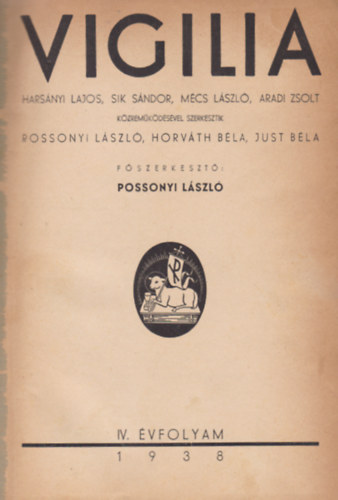 VIGILIA
HARSÁNYI LAJOS, SIK SÁNDOR, MÉCS LÁSZLÓ, ARADI ZSOLT
KÖZREMŰKÖDÉSÉVEL SZERKESZTIK
POSSONYI LÁSZLÓ, HORVÁTH BÉLA, JUST BÉLA
FŐSZERKESZTŐ:
POSSONYI LÁSZLÓ
IV. ÉVFOLYAM
1938